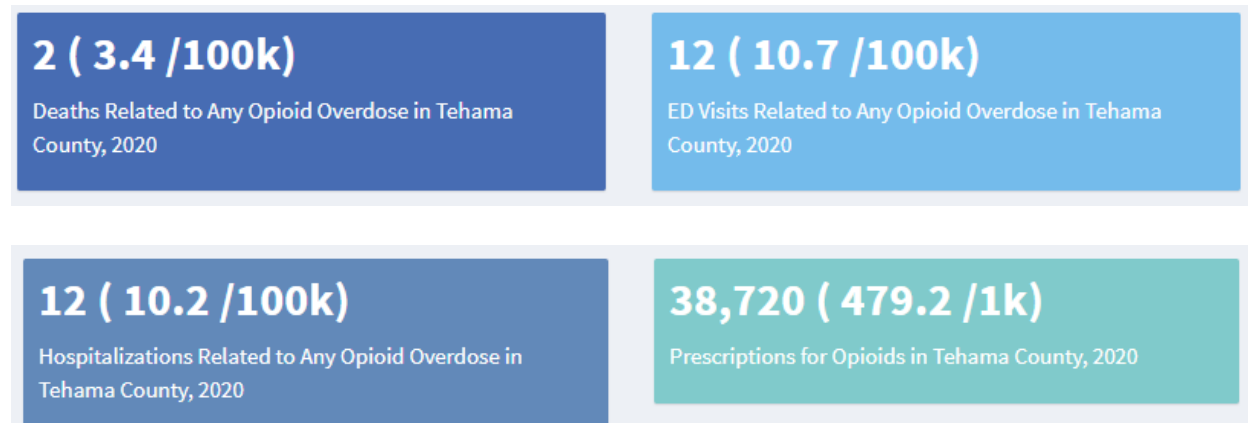 2 ( 3.4 /100k)
Deaths Related to Any Opioid Overdose in Tehama
County, 2020
12 ( 10.7 /100k)
ED Visits Related to Any Opioid Overdose in Tehama
County, 2020
12 ( 10.2 /100k)
Hospitalizations Related to Any Opioid Overdose in
Tehama County, 2020
38,720 ( 479.2 /1k)
Prescriptions for Opioids in Tehama County, 2020